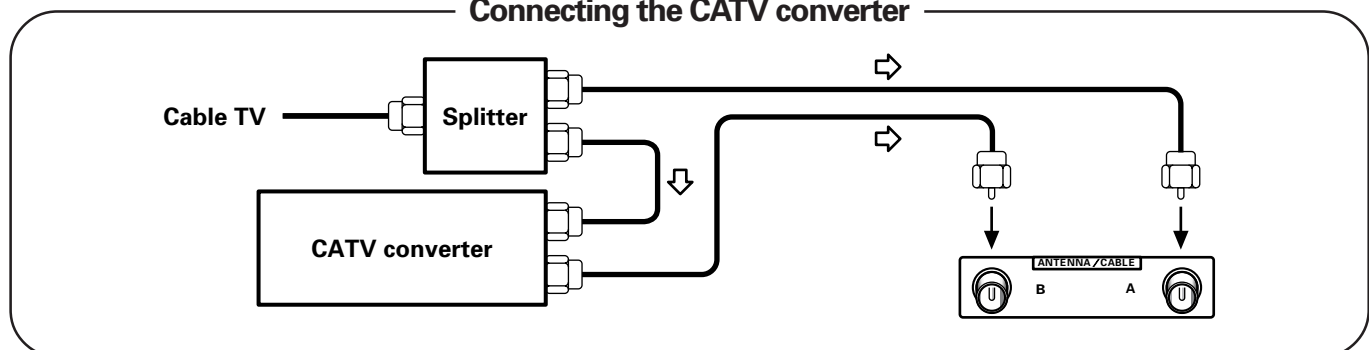 Connecting the CATV converter
Cable TV
Splitter
CATV converter
ANTENNA/CABLE
B
A